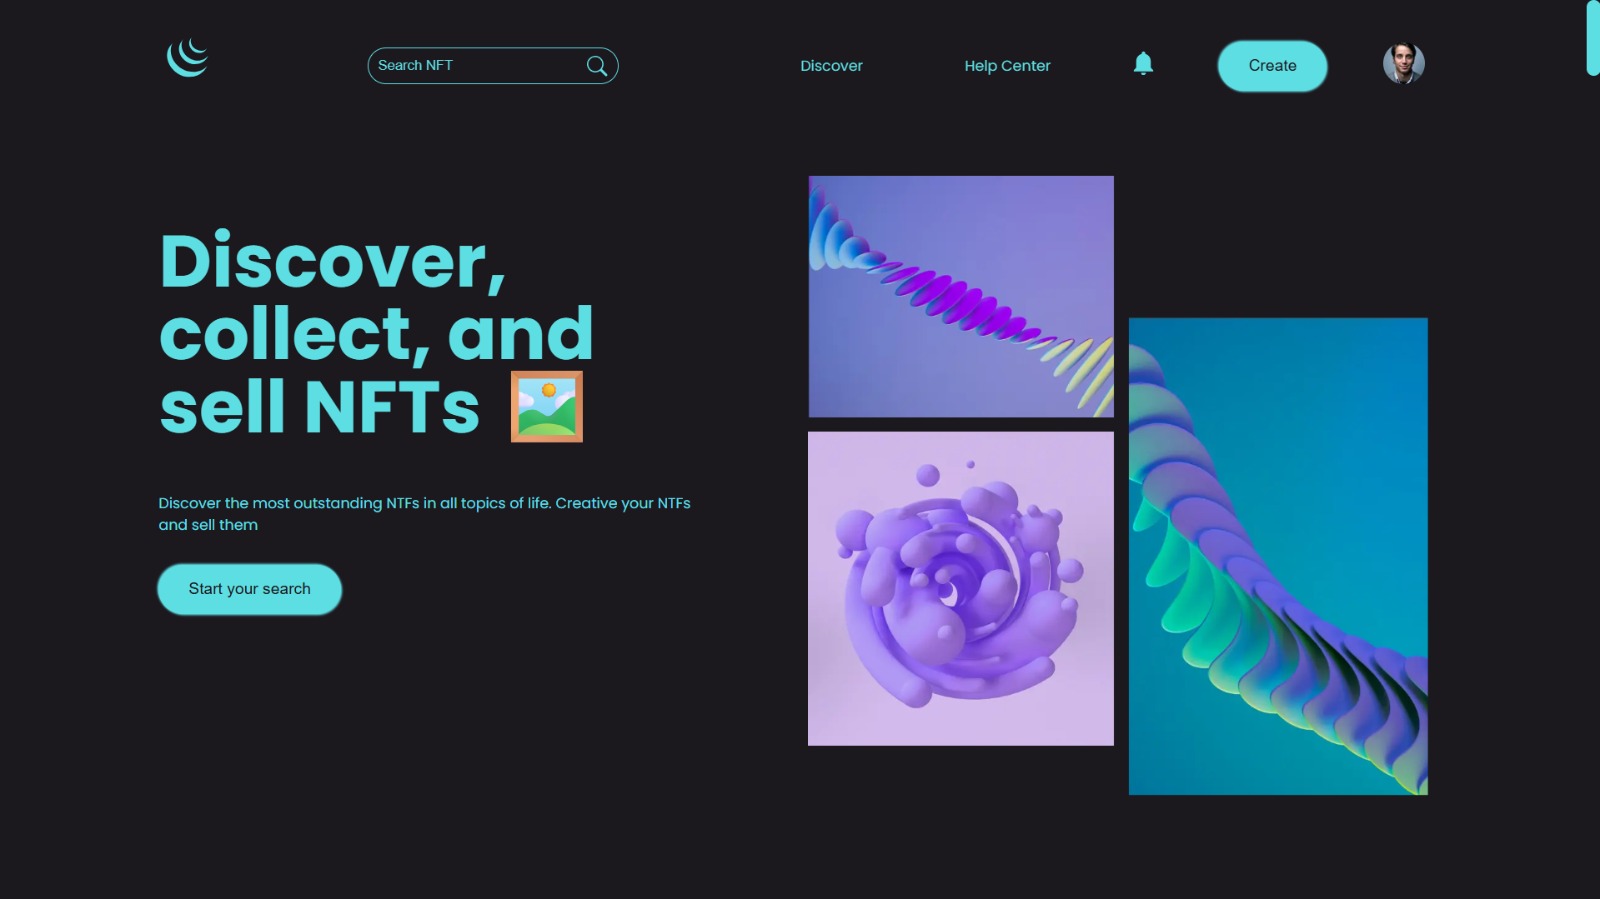 Search NFT
Discover
Help Center
Create
Discover,
collect, and
sell NFTs
Discover the most outstanding NTFs in all topics of life. Creative your NTFs
and sell them
Start your search